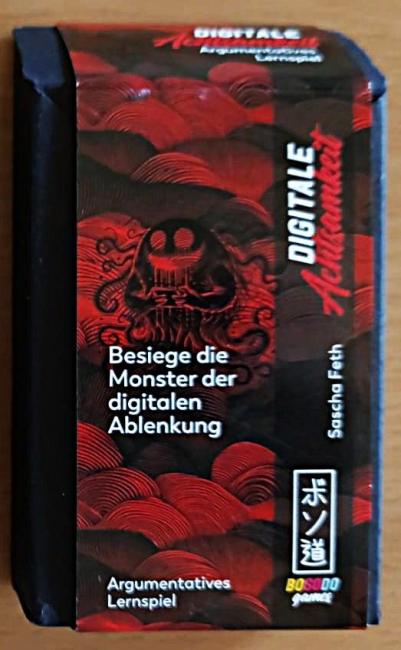 DIGITALE
Achtsamkeit
Argumentatives
Lernspiel
DIGITALE
Achtsamkeit
Besiege die
Monster der
digitalen
Ablenkung
Sascha Feth
ボソ道
BOSODO
games
Argumentatives
Lernspiel